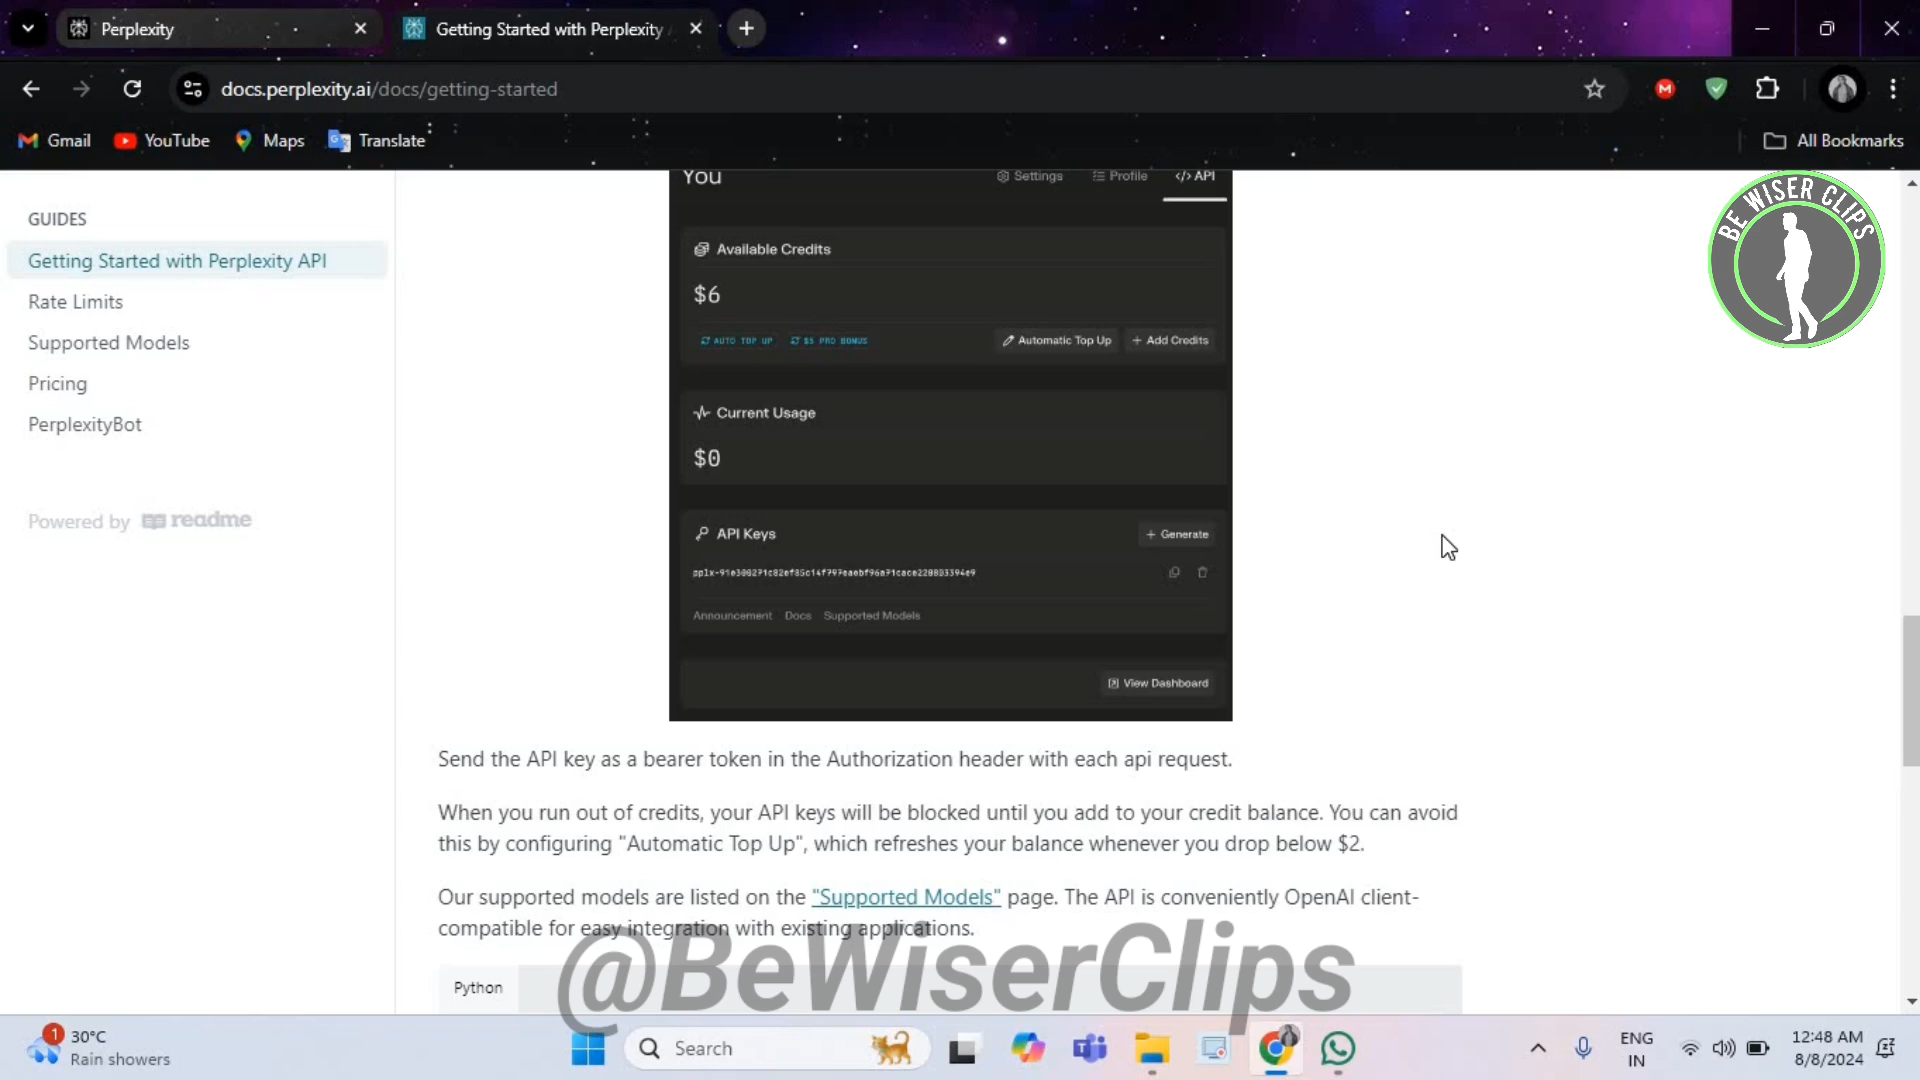 Perplexity
Getting Started with Perplexity
docs.perplexity.ai/docs/getting-started
Gmail
YouTube
Maps
Translate
All Bookmarks
GUIDES
Getting Started with Perplexity API
Rate Limits
Supported Models
Pricing
PerplexityBot
Powered by readme
BE WISER CLIPS
You
Settings
Profile
</> API
Available Credits
$6
AUTO TOP UP
$5 PRO BONUS
Automatic Top Up
+ Add Credits
Current Usage
$0
API Keys
+ Generate
Announcement Docs Supported Models
View Dashboard
Send the API key as a bearer token in the Authorization header with each api request.
When you run out of credits, your API keys will be blocked until you add to your credit balance. You can avoid
this by configuring "Automatic Top Up", which refreshes your balance whenever you drop below $2.
Our supported models are listed on the "Supported Models" page. The API is conveniently OpenAI client-
compatible for easy integration with existing applications.
@BeWiserClips
Python
1
30°C
Rain showers
Search
ENG
IN
12:48 AM
8/8/2024